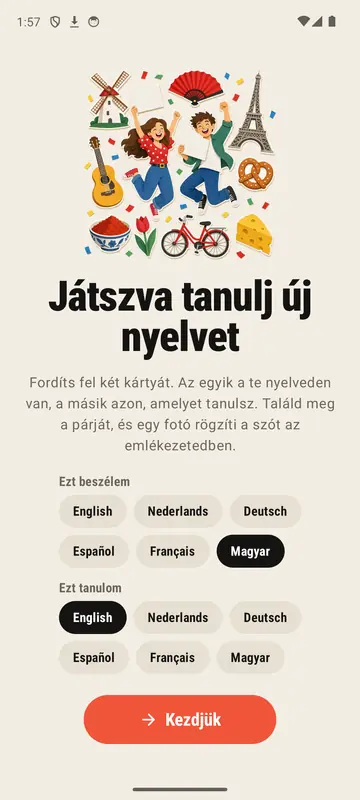 1:57
Játszva tanulj új
nyelvet
Fordíts fel két kártyát. Az egyik a te nyelveden
van, a másik azon, amelyet tanulsz. Találd meg
a párját, és egy fotó rögzíti a szót az
emlékezetedben.
Ezt beszélem
English Nederlands Deutsch
Español Français Magyar
Ezt tanulom
English Nederlands Deutsch
Español Français Magyar
→ Kezdjük